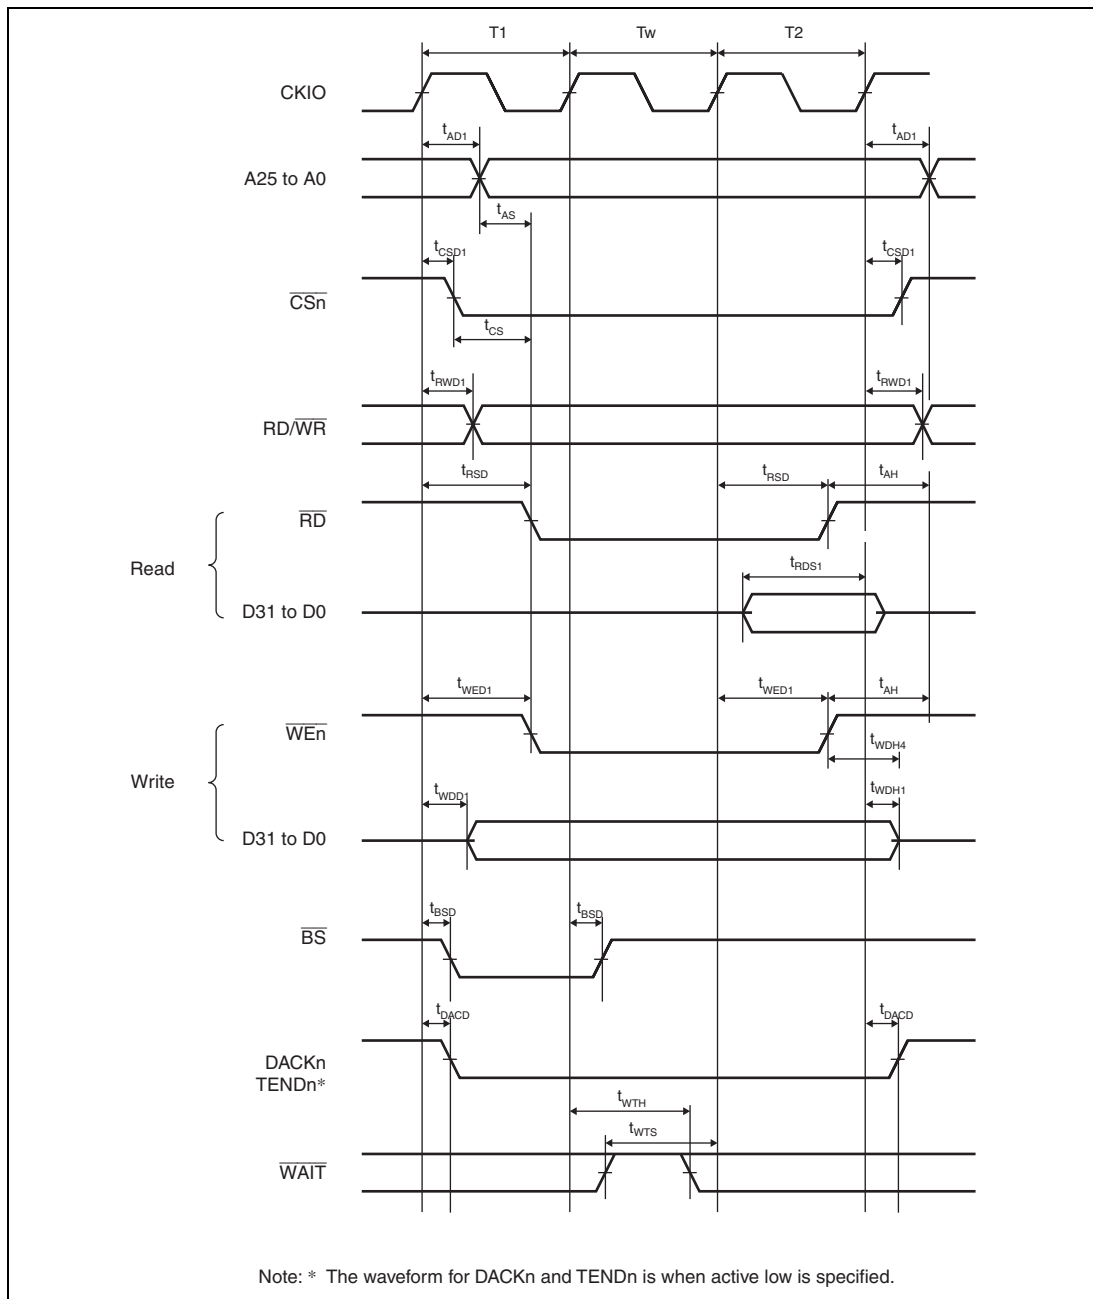 T1 Tw T2
CKIO
tAD1 tAD1
A25 to A0
tAS
tCSD1 tCSD1
CSn
tCS
tRWD1 tRWD1
RD/WR
tRSD tRSD tAH
RD
Read
tRDS1
D31 to D0
tWED1 tWED1 tAH
WEn
tWDH4
Write
tWDD1 tWDH1
D31 to D0
tBSD tBSD
BS
tDACD tDACD
DACKn
TENDn*
tWTH
tWTS
WAIT
Note: * The waveform for DACKn and TENDn is when active low is specified.